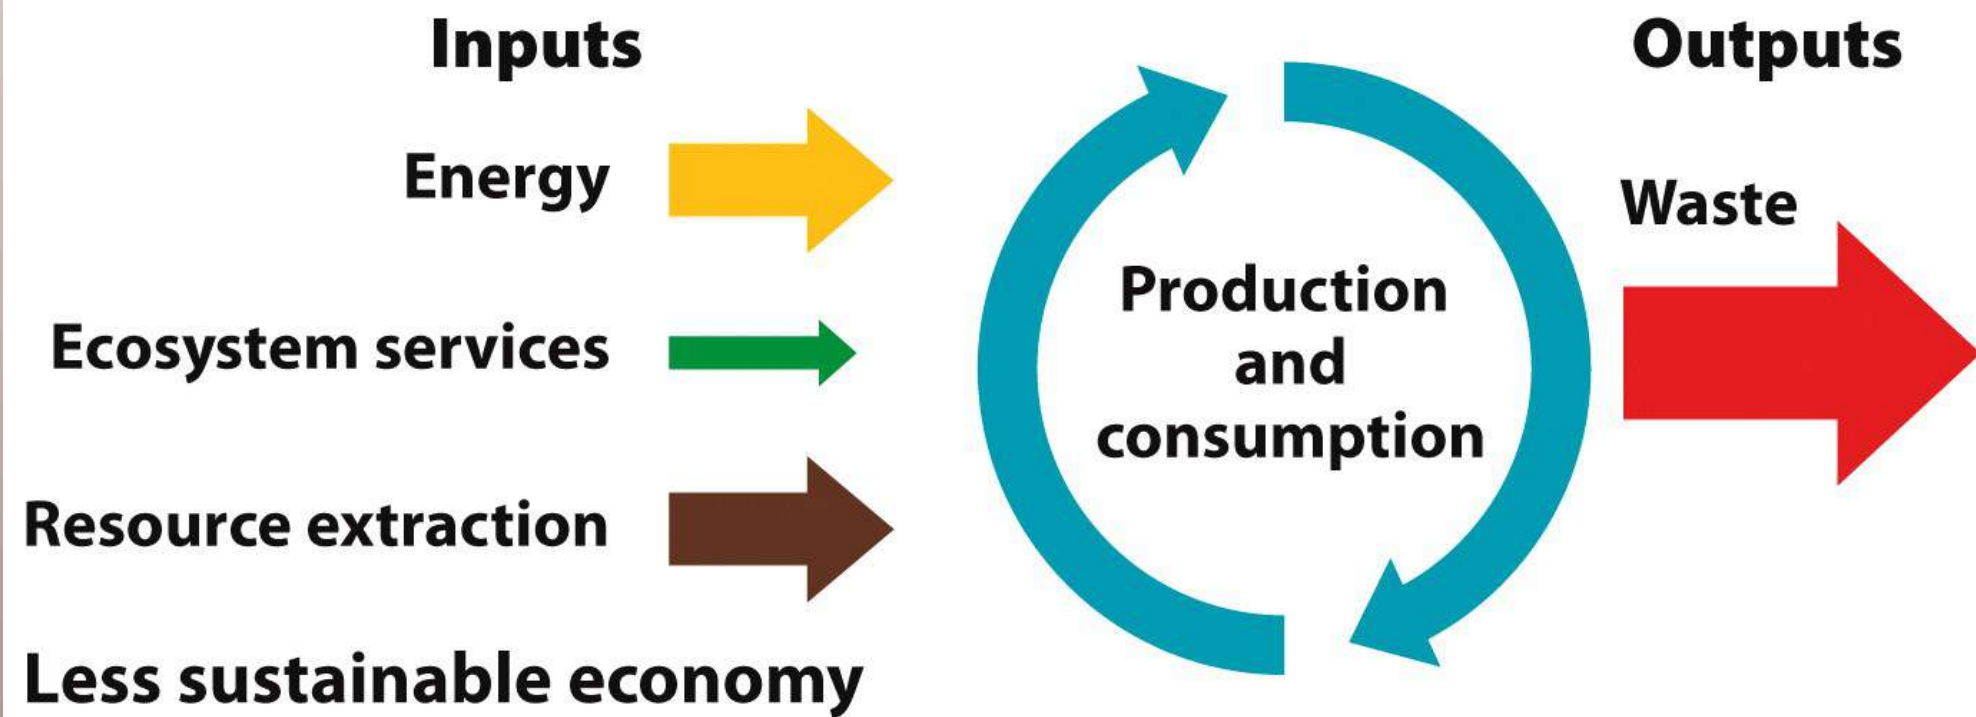 Inputs
Outputs
Energy
Waste
Ecosystem services
Production
and
consumption
Resource extraction
Less sustainable economy